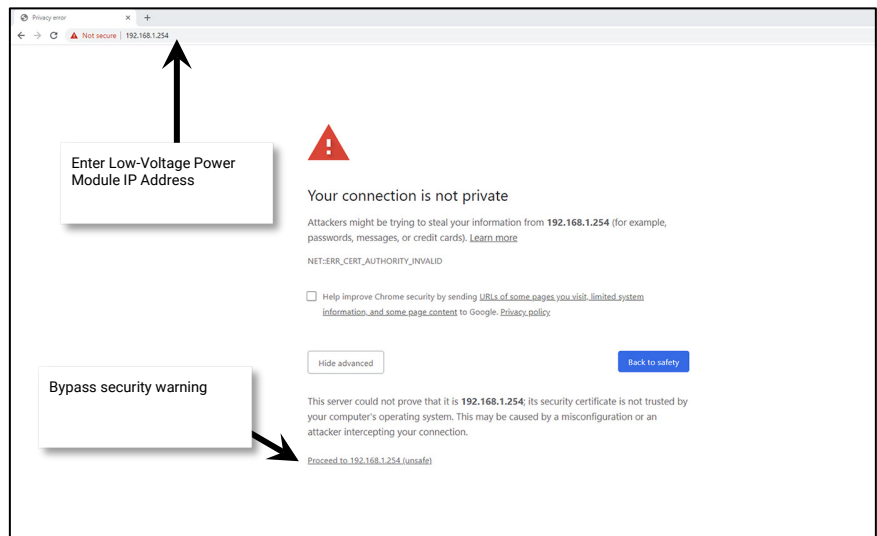 Privacy error
Not secure | 192.168.1.254
Enter Low-Voltage Power
Module IP Address
Your connection is not private
Attackers might be trying to steal your information from 192.168.1.254 (for example,
passwords, messages, or credit cards). Learn more
NET::ERR_CERT_AUTHORITY_INVALID
Help improve Chrome security by sending URLs of some pages you visit, limited system
information, and some page content to Google. Privacy policy
Hide advanced
Back to safety
Bypass security warning
This server could not prove that it is 192.168.1.254; its security certificate is not trusted by
your computer's operating system. This may be caused by a misconfiguration or an
attacker intercepting your connection.
Proceed to 192.168.1.254 (unsafe)